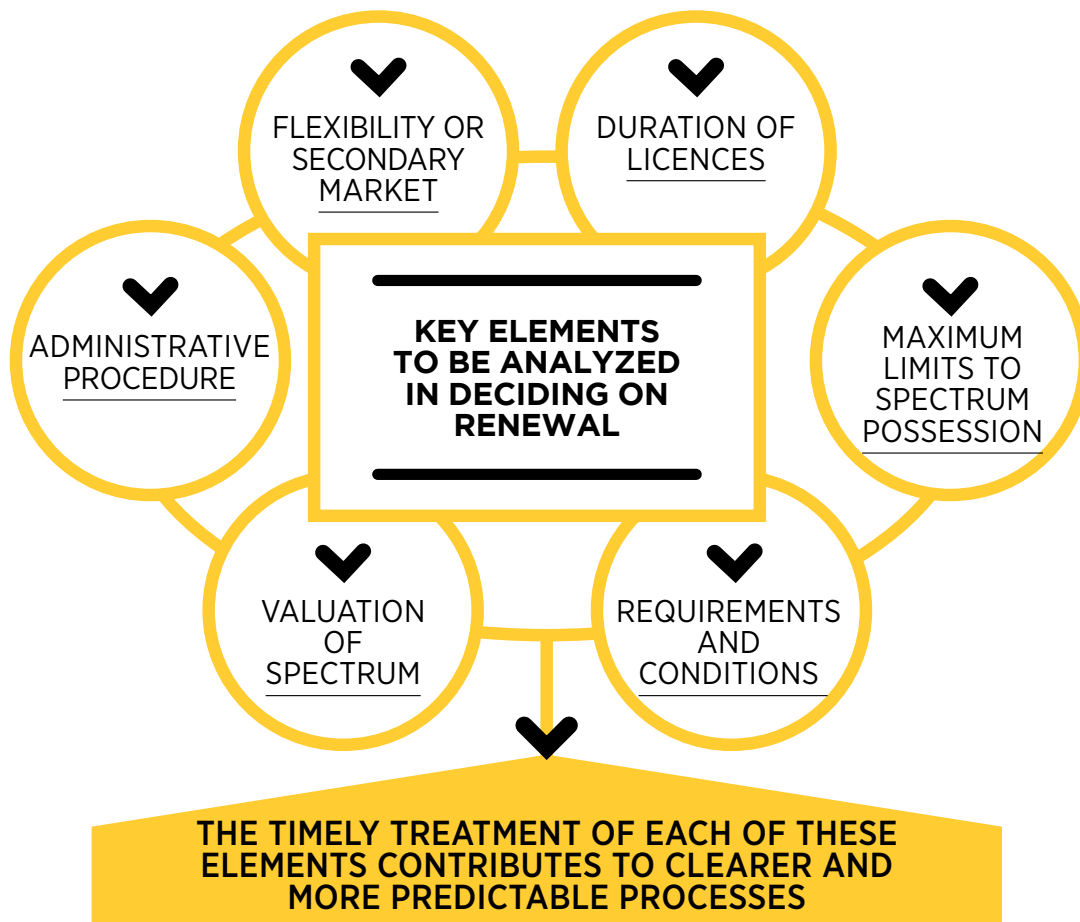 FLEXIBILITY OR
SECONDARY
MARKET
DURATION OF
LICENCES
ADMINISTRATIVE
PROCEDURE
KEY ELEMENTS
TO BE ANALYZED
IN DECIDING ON
RENEWAL
MAXIMUM
LIMITS TO
SPECTRUM
POSSESSION
VALUATION
OF
SPECTRUM
REQUIREMENTS
AND
CONDITIONS
THE TIMELY TREATMENT OF EACH OF THESE
ELEMENTS CONTRIBUTES TO CLEARER AND
MORE PREDICTABLE PROCESSES